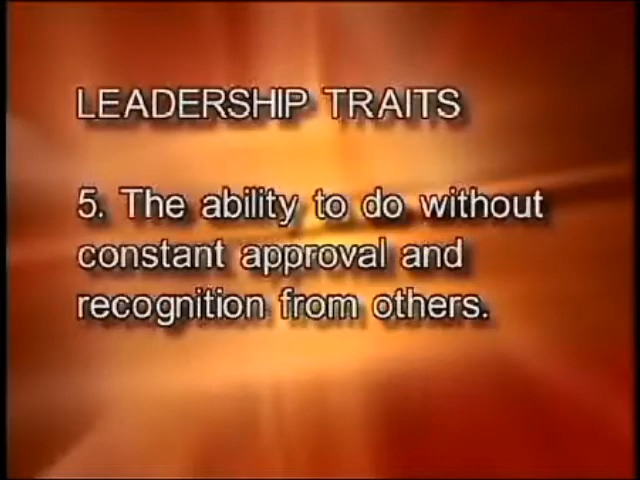 LEADERSHIP TRAITS
5. The ability to do without
constant approval and
recognition from others.